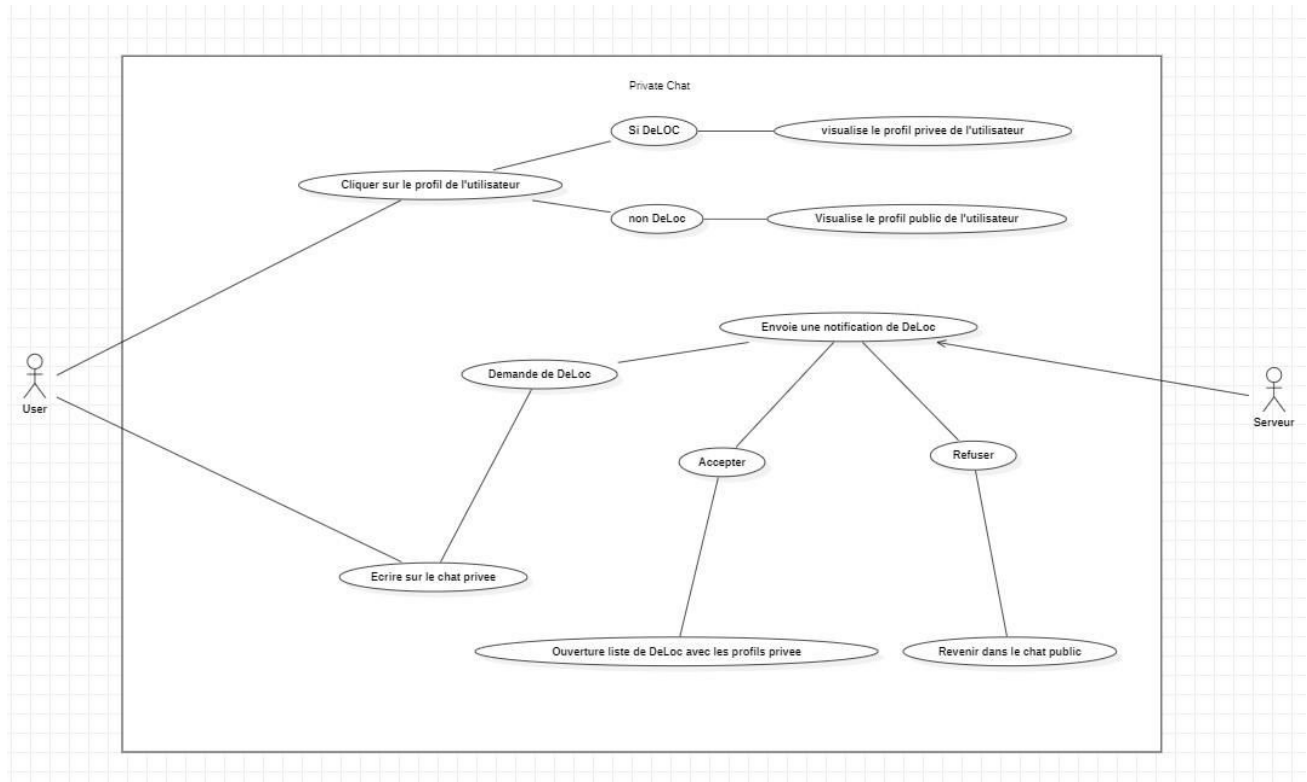 Private Chat
Si DeLOC
visualise le profil privee de l'utilisateur
Cliquer sur le profil de l'utilisateur
non DeLoc
Visualise le profil public de l'utilisateur
Envoie une notification de DeLoc
Demande de DeLoc
User
Serveur
Accepter
Refuser
Ecrire sur le chat privee
Ouverture liste de DeLoc avec les profils privee
Revenir dans le chat public